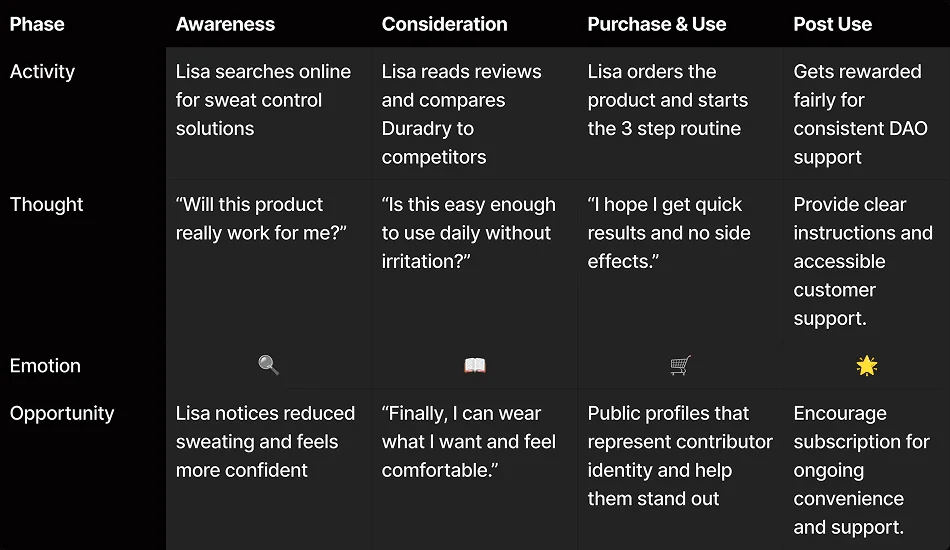 Phase Awareness Consideration Purchase & Use Post Use
Activity
Lisa searches online
for sweat control
solutions
Lisa reads reviews
and compares
Duradry to
competitors
Lisa orders the
product and starts
the 3 step routine
Gets rewarded
fairly for
consistent DAO
support
Thought
“Will this product
really work for me?”
“Is this easy enough
to use daily without
irritation?”
“I hope I get quick
results and no side
effects.”
Provide clear
instructions and
accessible
customer
support.
Emotion
Opportunity
Lisa notices reduced
sweating and feels
more confident
“Finally, I can wear
what I want and feel
comfortable.”
Public profiles that
represent contributor
identity and help
them stand out
Encourage
subscription for
ongoing
convenience
and support.